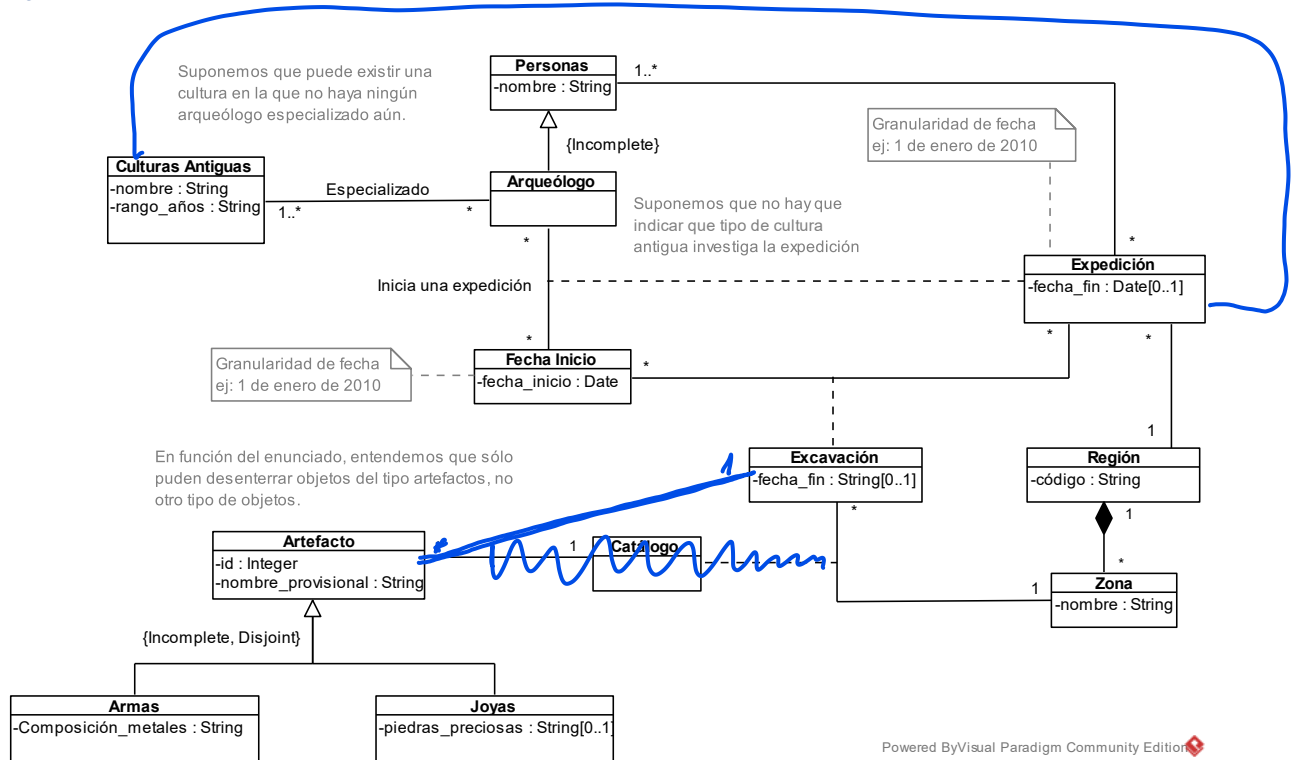 Suponemos que puede existir una
cultura en la que no haya ningún
arqueólogo especializado aún.
Personas
-nombre : String
1..*
{Incomplete}
Granularidad de fecha
ej: 1 de enero de 2010
Culturas Antiguas
-nombre : String
-rango_años : String
Especializado
1..*
*
Arqueólogo
*
Suponemos que no hay que
indicar que tipo de cultura
antigua investiga la expedición
*
Expedición
-fecha_fin : Date[0..1]
*
*
Inicia una expedición
*
Granularidad de fecha
ej: 1 de enero de 2010
Fecha Inicio
-fecha_inicio : Date
*
1
En función del enunciado, entendemos que sólo
puden desenterrar objetos del tipo artefactos, no
otro tipo de objetos.
1
Excavación
-fecha_fin : String[0..1]
*
Región
-código : String
1
*
Artefacto
-id : Integer
-nombre_provisional : String
*
1
Catálogo
1
Zona
-nombre : String
{Incomplete, Disjoint}
Armas
-Composición_metales : String
Joyas
-piedras_preciosas : String[0..1]
Powered ByVisual Paradigm Community Edition